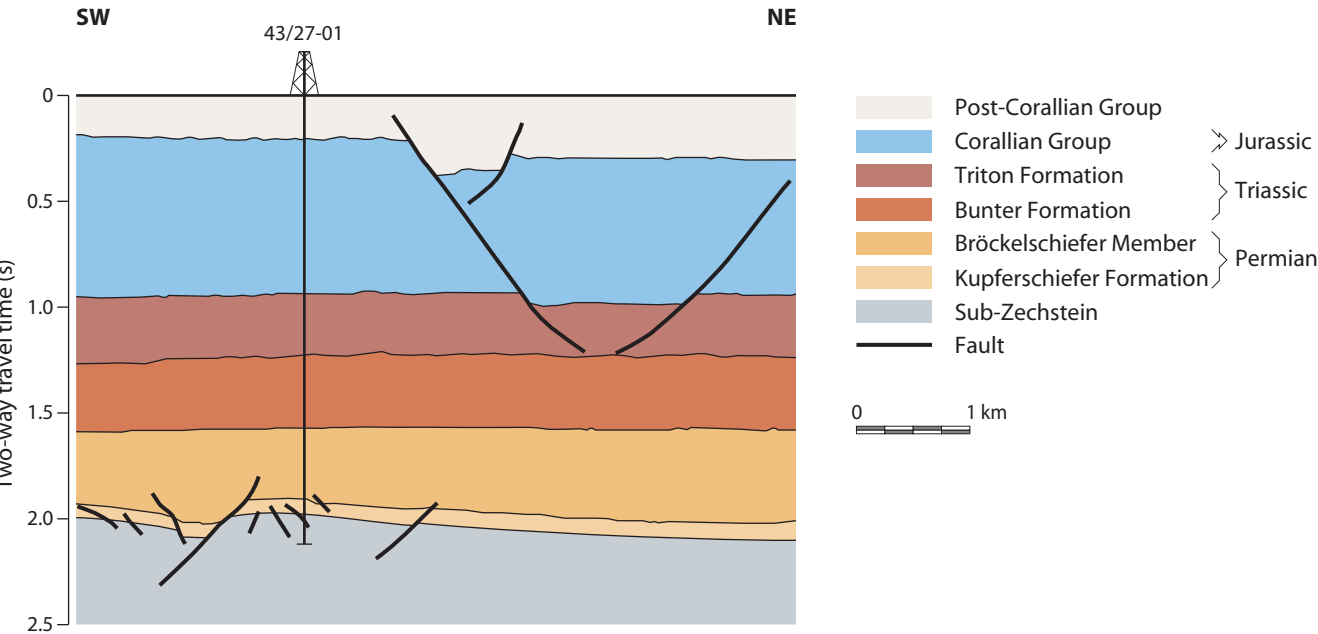 SW
NE
43/27-01
0
0.5
1.0
1.5
2.0
2.5
Two-way travel time (s)
Post-Corallian Group
Corallian Group
Jurassic
Triton Formation
Triassic
Bunter Formation
Bröckelschiefer Member
Permian
Kupferschiefer Formation
Sub-Zechstein
Fault
0
1 km